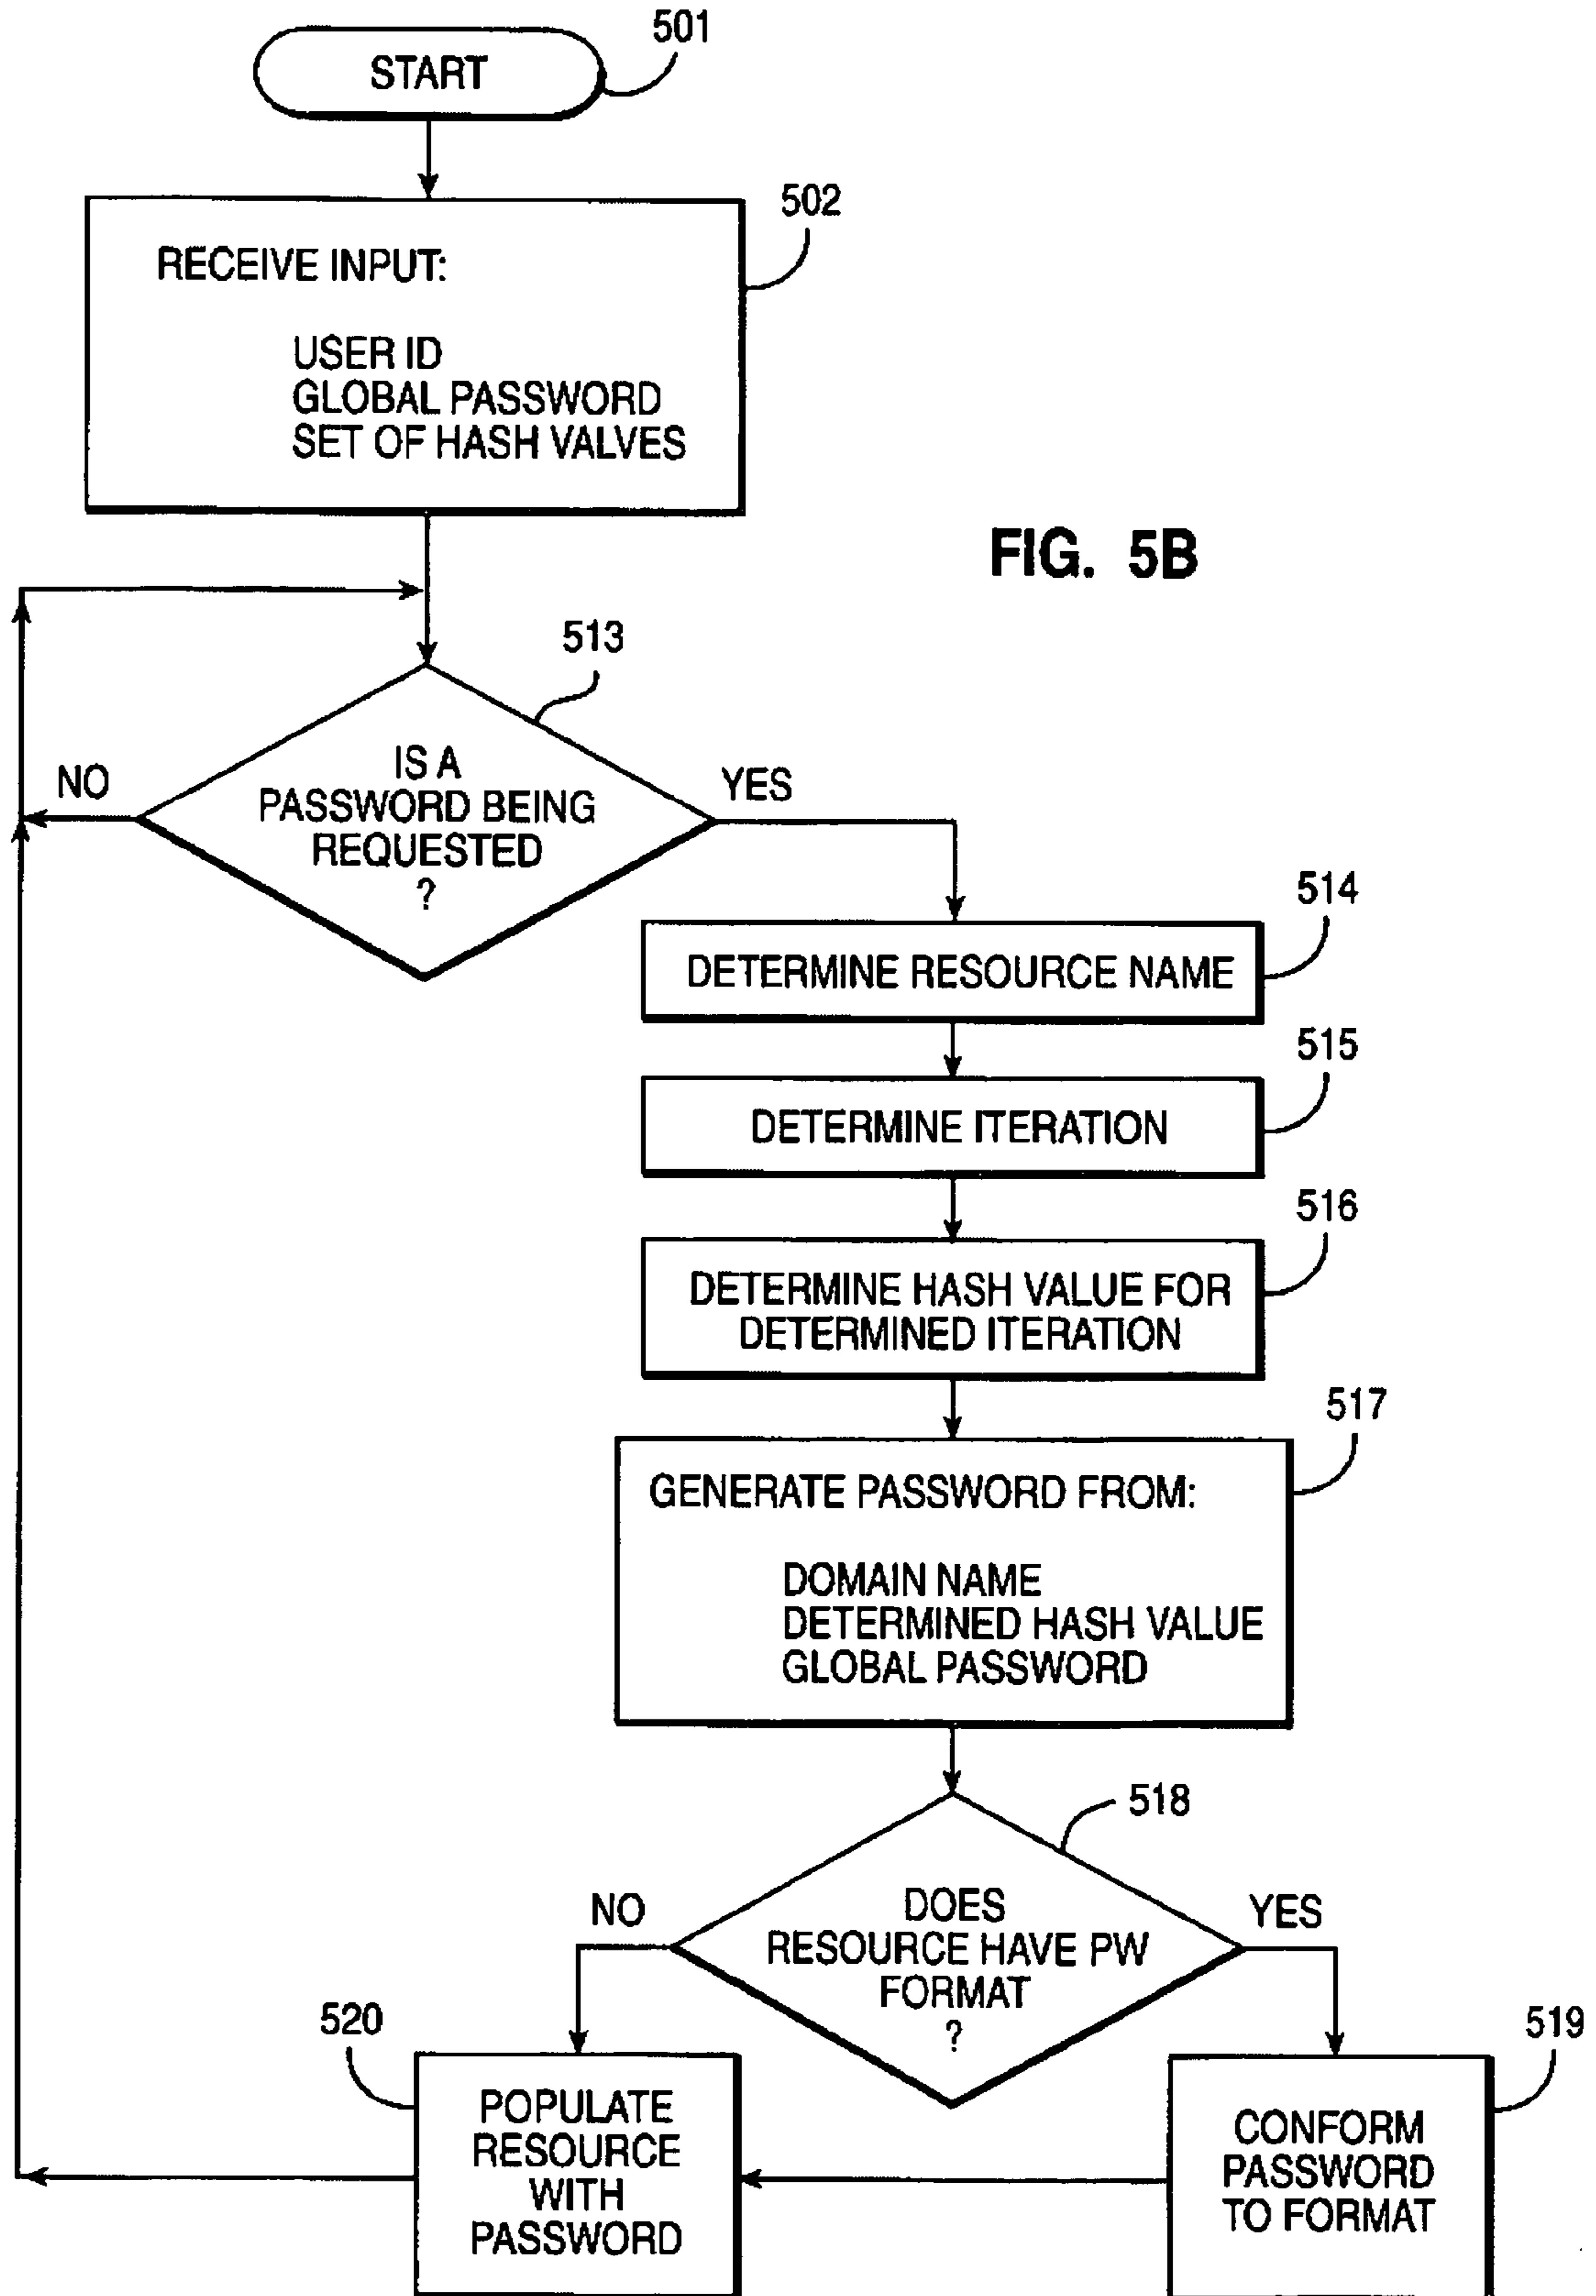 501
START
502
RECEIVE INPUT:
USER ID
GLOBAL PASSWORD
SET OF HASH VALVES
FIG. 5B
513
IS A
PASSWORD BEING
REQUESTED
?
NO
YES
514
DETERMINE RESOURCE NAME
515
DETERMINE ITERATION
516
DETERMINE HASH VALUE FOR
DETERMINED ITERATION
517
GENERATE PASSWORD FROM:
DOMAIN NAME
DETERMINED HASH VALUE
GLOBAL PASSWORD
518
DOES
RESOURCE HAVE PW
FORMAT
?
NO
YES
520
POPULATE
RESOURCE
WITH
PASSWORD
519
CONFORM
PASSWORD
TO FORMAT